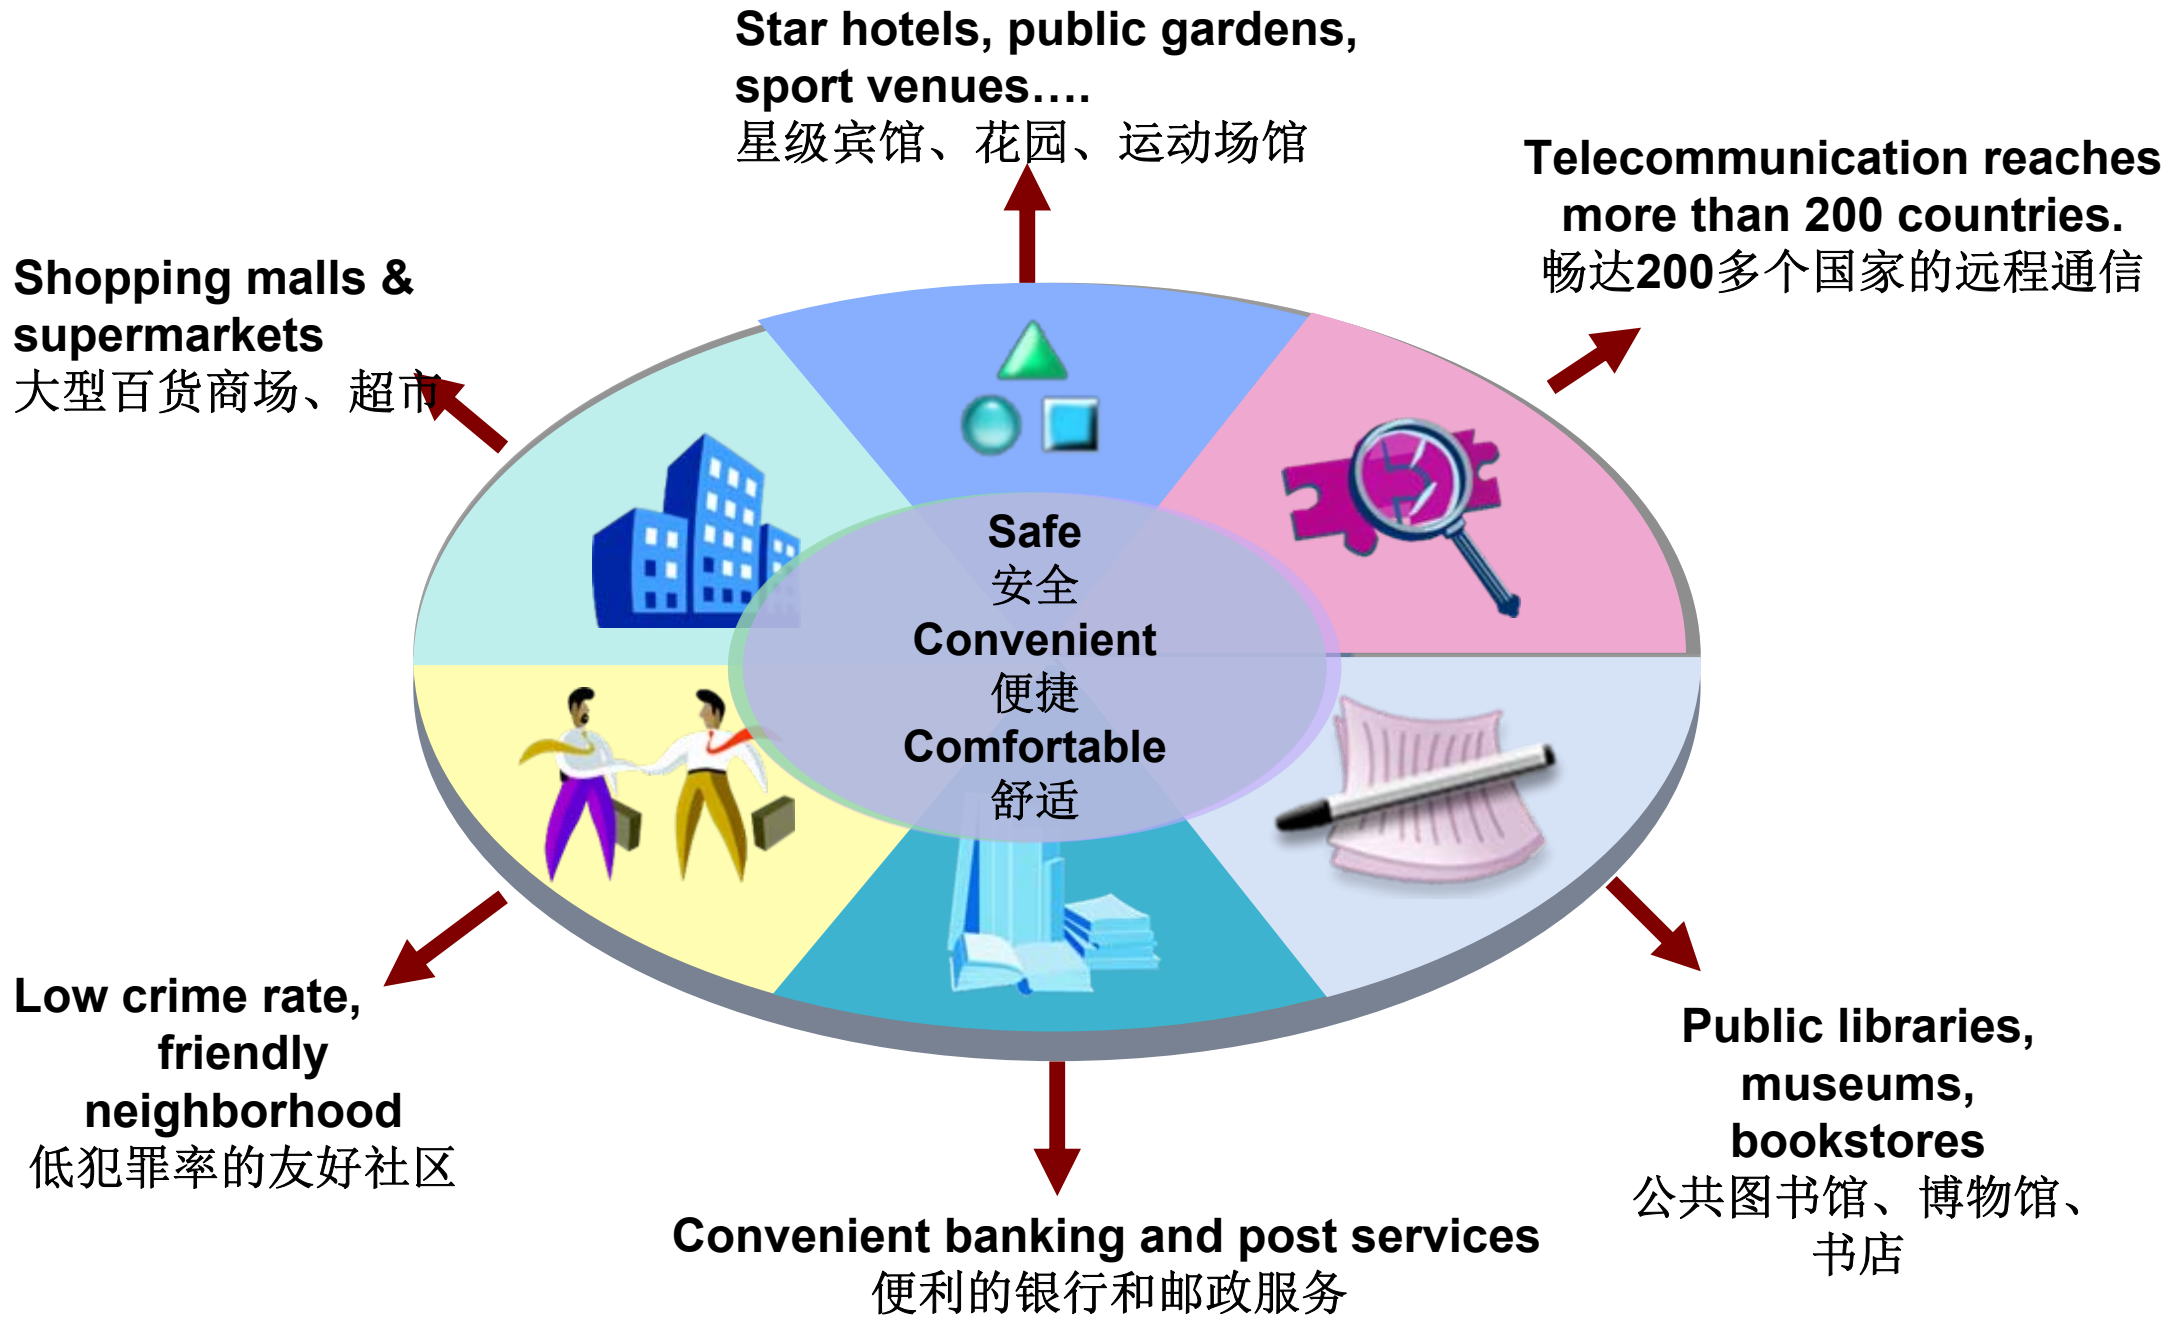 Star hotels, public gardens,
sport venues….
星级宾馆、花园、运动场馆
Telecommunication reaches
more than 200 countries.
畅达200多个国家的远程通信
Shopping malls &
supermarkets
大型百货商场、超市
Safe
安全
Convenient
便捷
Comfortable
舒适
Low crime rate,
friendly
neighborhood
低犯罪率的友好社区
Public libraries,
museums,
bookstores
公共图书馆、博物馆、
书店
Convenient banking and post services
便利的银行和邮政服务